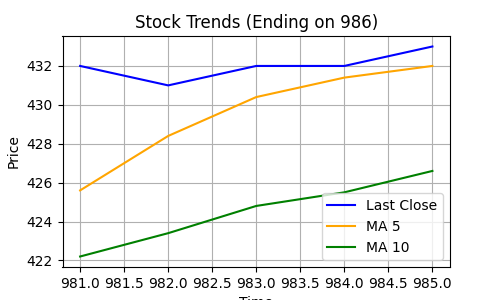 Stock Trends (Ending on 986)
Price
432
430
428
426
424
422
Last Close
MA 5
MA 10
981.0 981.5 982.0 982.5 983.0 983.5 984.0 984.5 985.0
Time